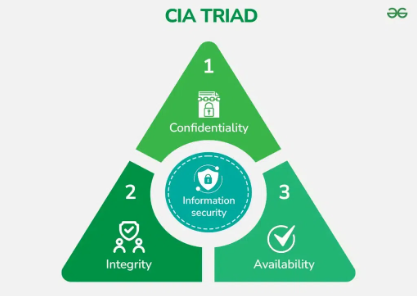 CIA TRIAD
1
Confidentiality
Information
security
2
Integrity
3
Availability